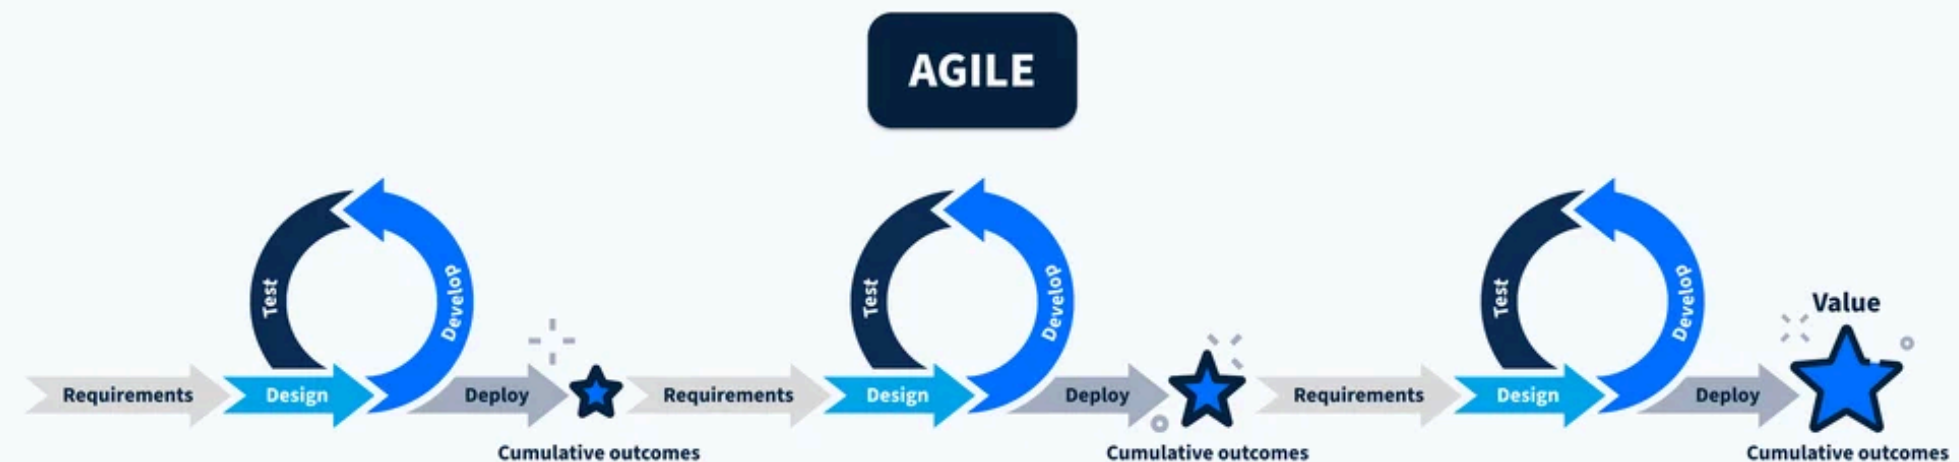 AGILE
Test
Develop
Requirements
Design
Deploy
Cumulative outcomes
Test
Develop
Requirements
Design
Deploy
Cumulative outcomes
Test
Develop
Value
Requirements
Design
Deploy
Cumulative outcomes